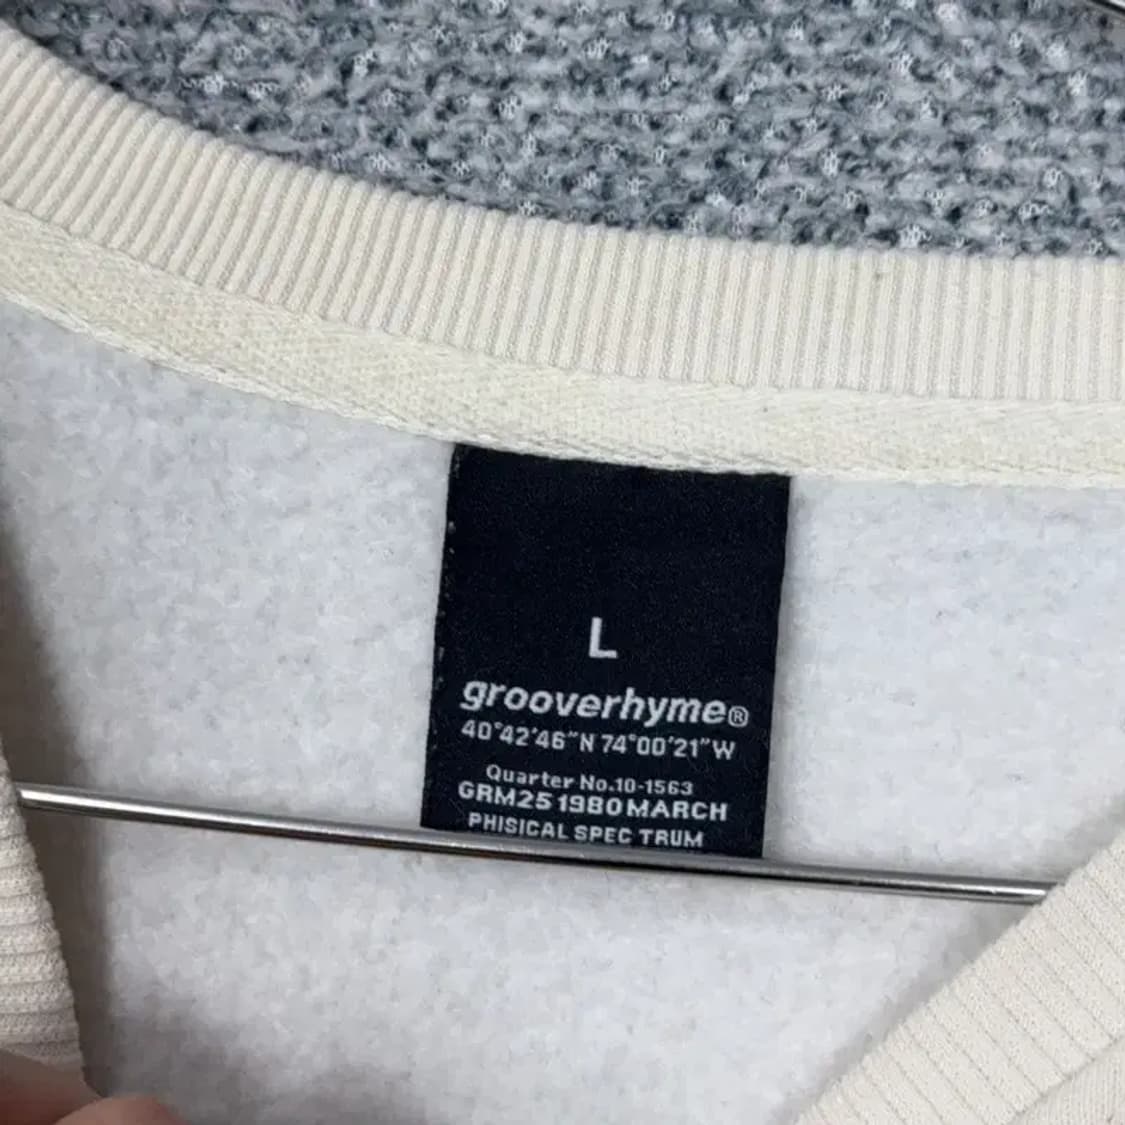 L
grooverhyme®
40°42'46"N 74°00'21"W
Quarter No.10-1563
GRM25 1980 MARCH
PHISICAL SPEC TRUM